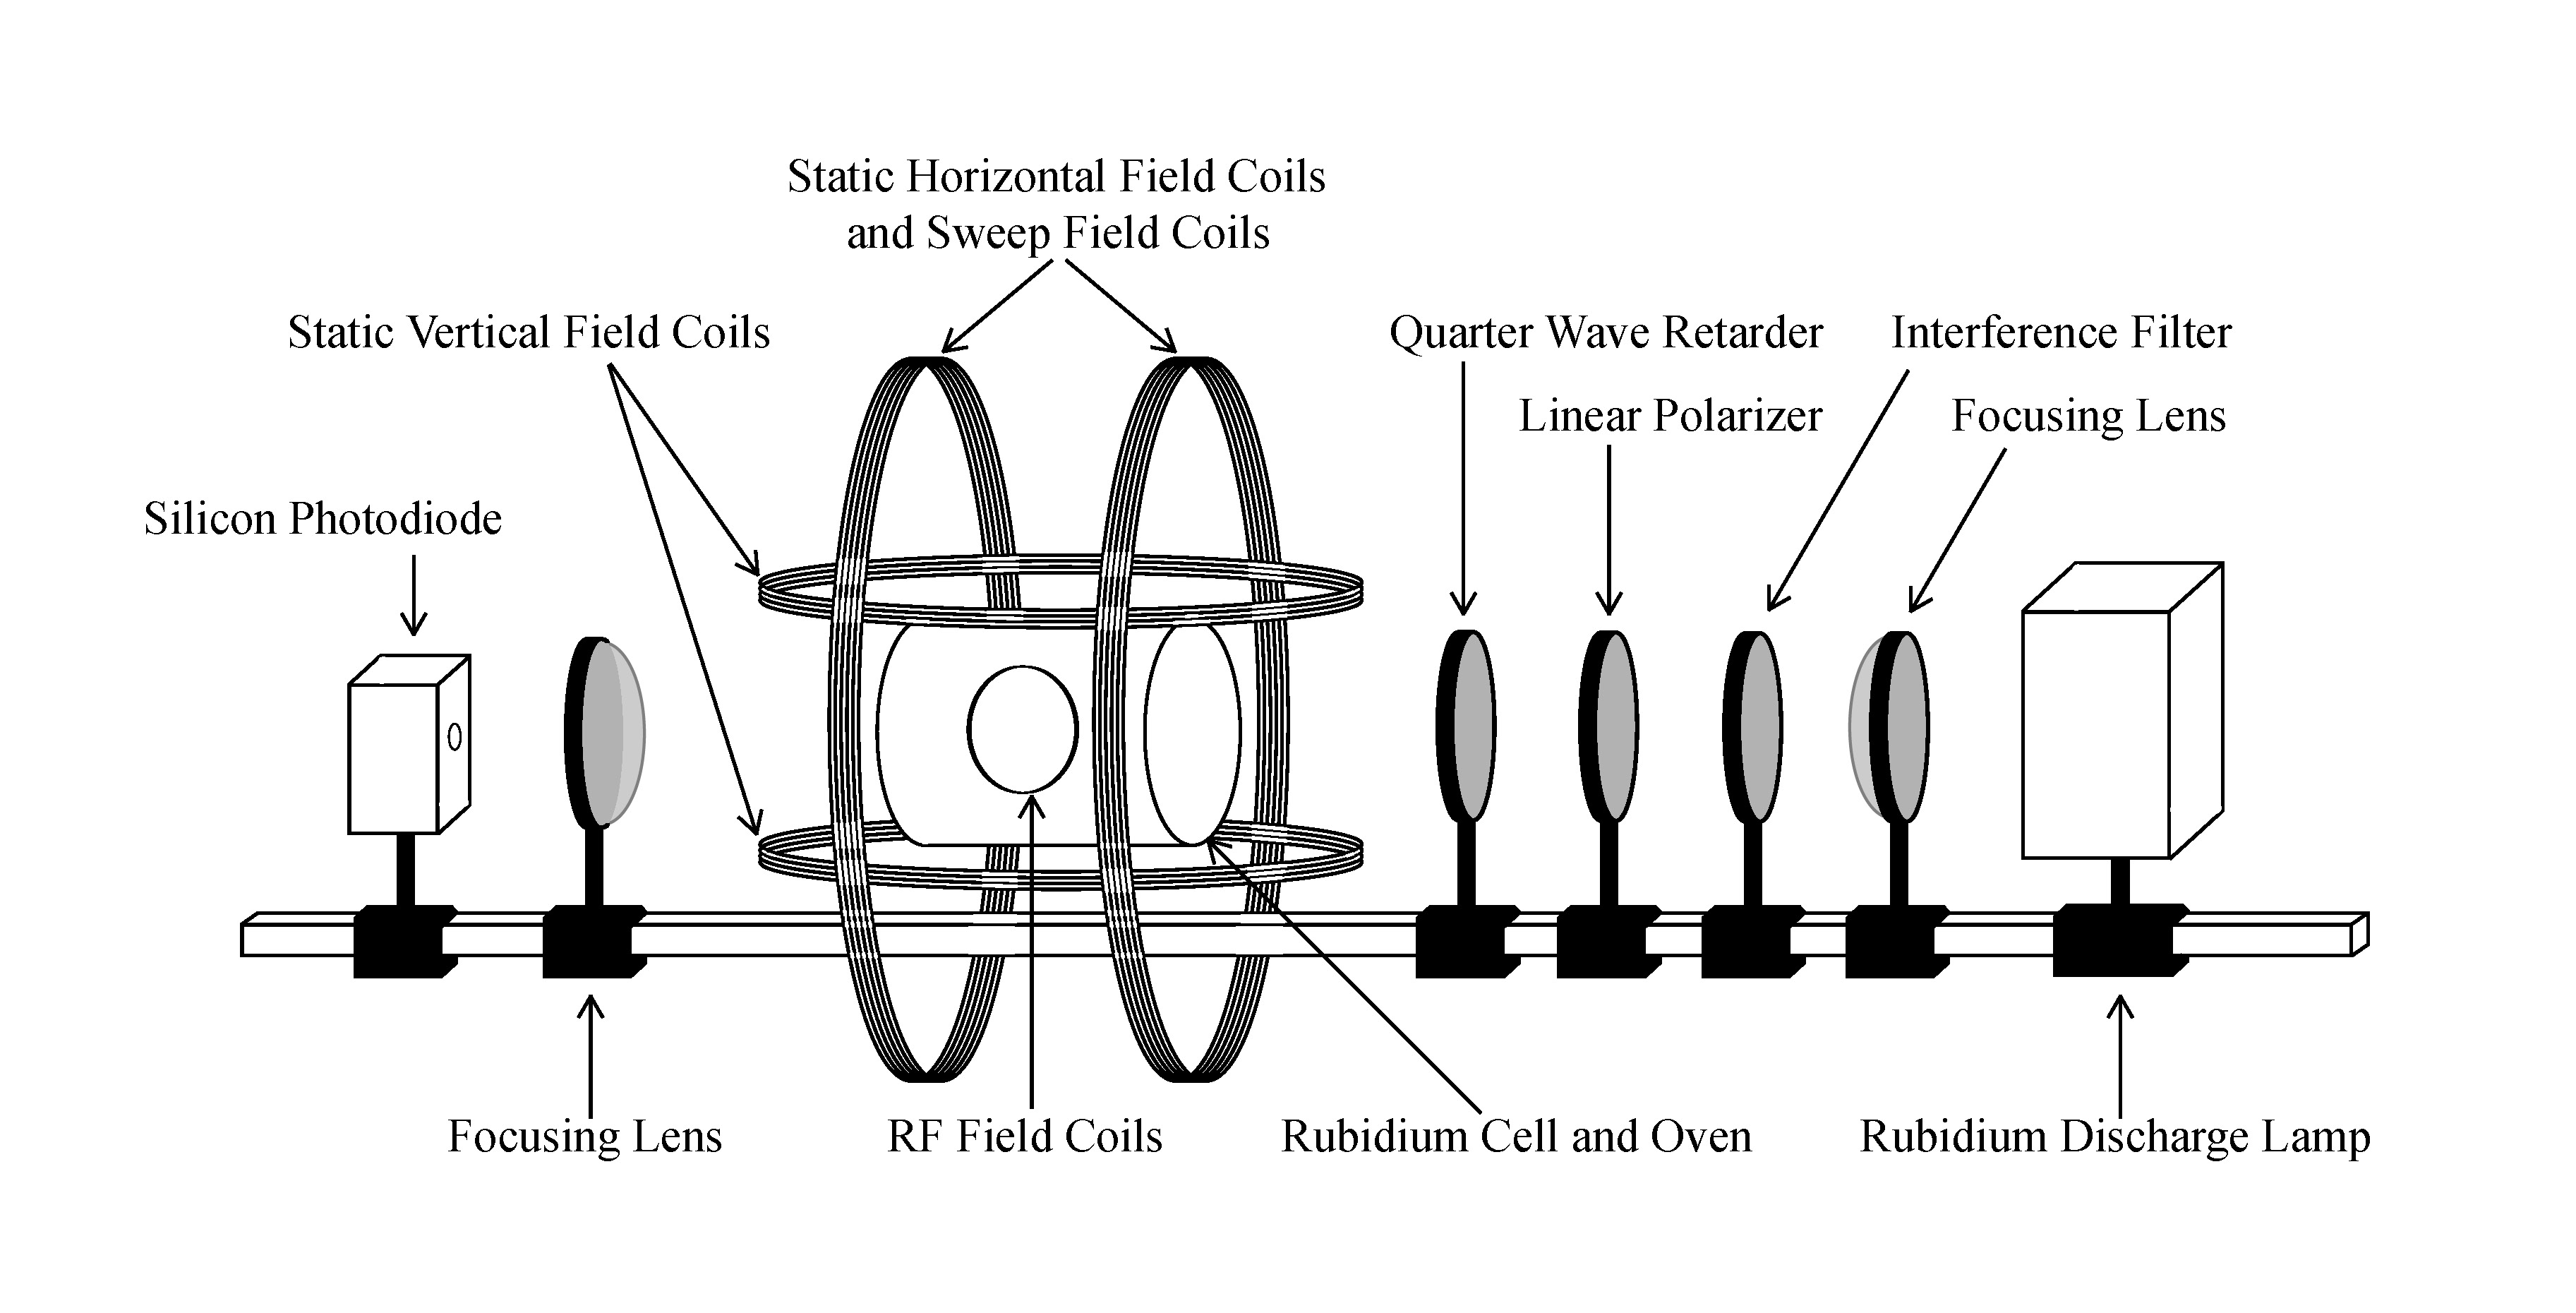 Static Horizontal Field Coils
and Sweep Field Coils
Static Vertical Field Coils
Quarter Wave Retarder
Interference Filter
Linear Polarizer
Focusing Lens
Silicon Photodiode
Focusing Lens
RF Field Coils
Rubidium Cell and Oven
Rubidium Discharge Lamp